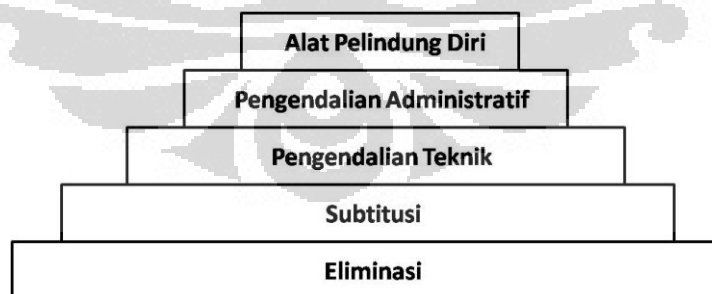 Alat Pelindung Diri
Pengendalian Administratif
Pengendalian Teknik
Subtitusi
Eliminasi